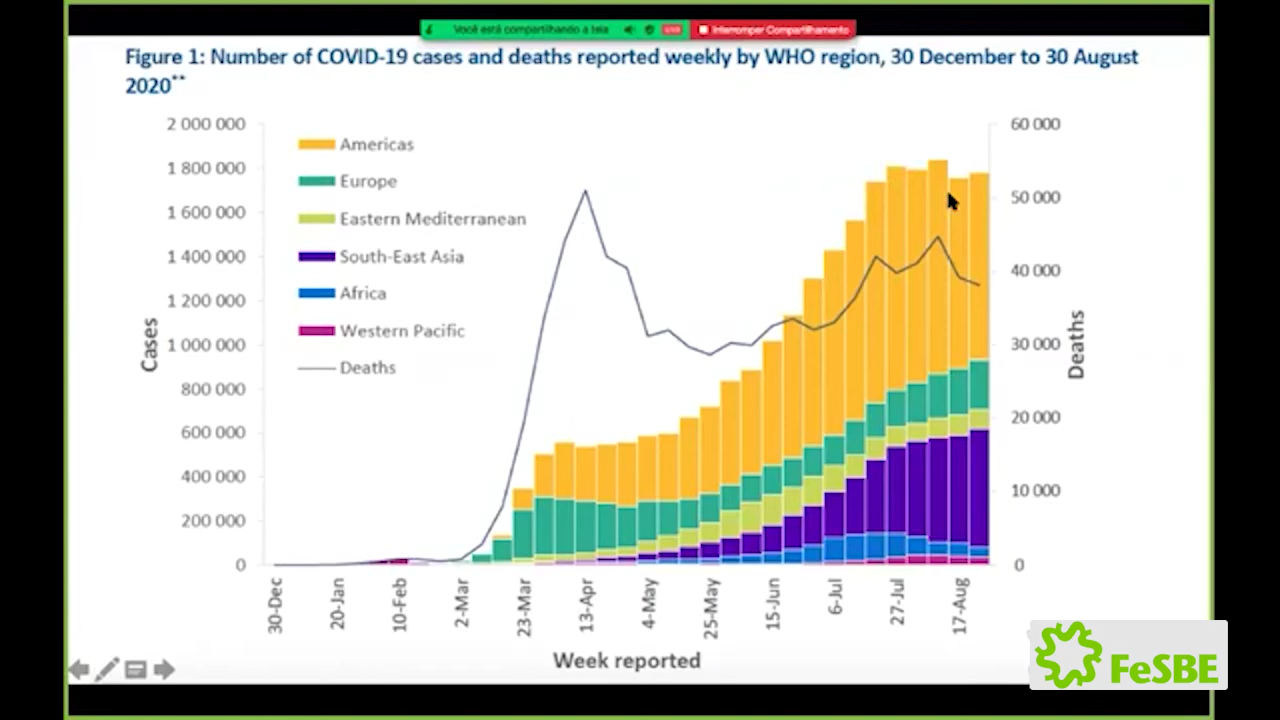 Você está compartilhando a tela
LIVE
Interromper Compartilhamento
Figure 1: Number of COVID-19 cases and deaths reported weekly by WHO region, 30 December to 30 August
2020**
2 000 000
1 800 000
1 600 000
1 400 000
1 200 000
1 000 000
800 000
600 000
400 000
200 000
0
Cases
Americas
Europe
Eastern Mediterranean
South-East Asia
Africa
Western Pacific
Deaths
60 000
50 000
40 000
30 000
20 000
10 000
0
Deaths
30-Dec
20-Jan
10-Feb
2-Mar
23-Mar
13-Apr
4-May
25-May
15-Jun
6-Jul
27-Jul
17-Aug
Week reported
FeSBE